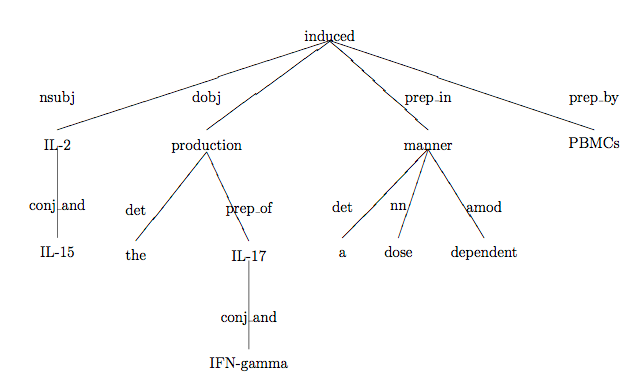 induced
nsubj dobj prep_in prep_by
IL-2 production manner PBMCs
conj_and det prep_of det nn amod
IL-15 the IL-17 a dose dependent
conj_and
IFN-gamma